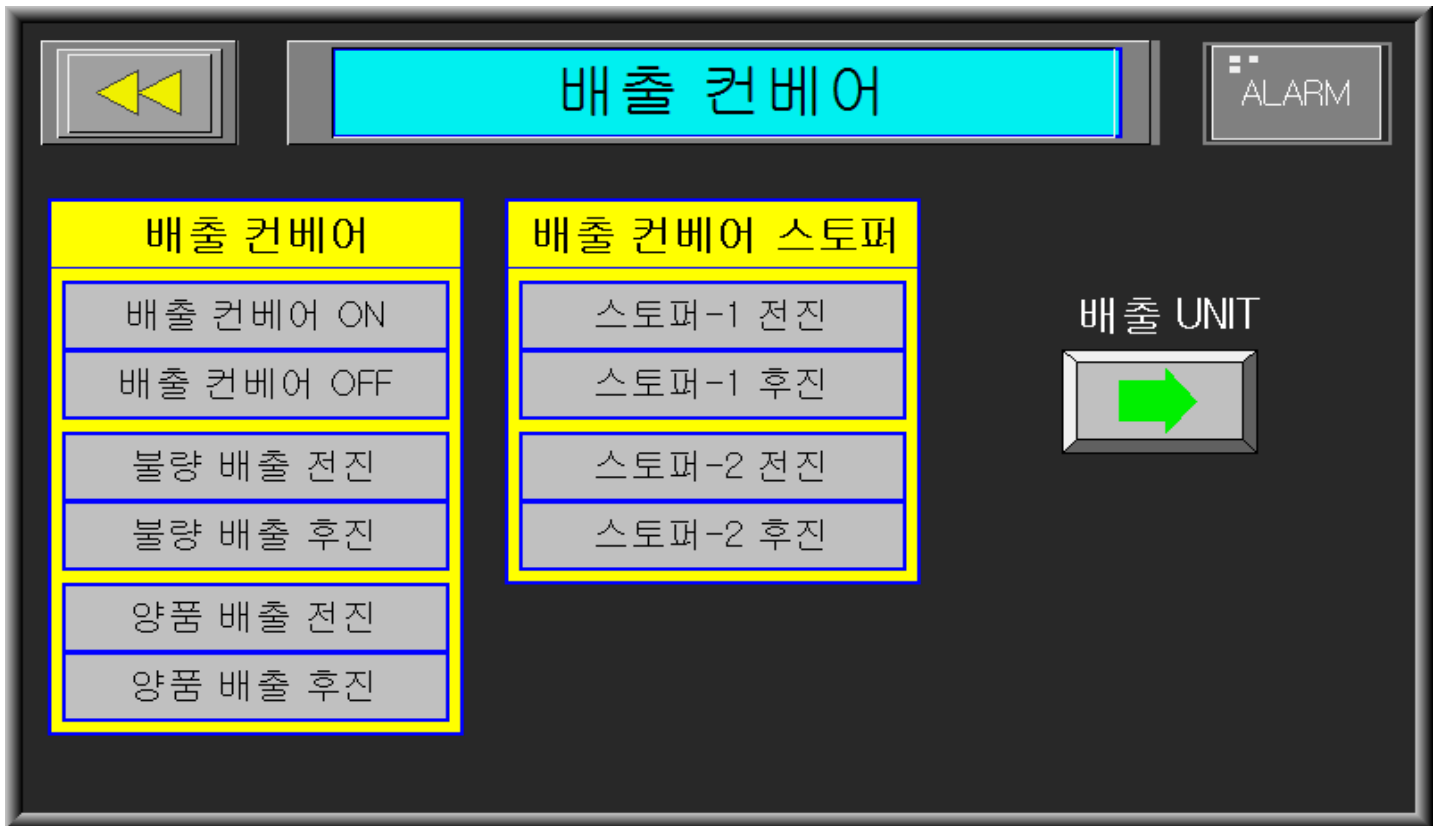 배출 컨베어
ALARM
배출 컨베어
배출 컨베어 ON
배출 컨베어 OFF
불량 배출 전진
불량 배출 후진
양품 배출 전진
양품 배출 후진
배출 컨베어 스토퍼
스토퍼-1 전진
스토퍼-1 후진
스토퍼-2 전진
스토퍼-2 후진
배출 UNIT